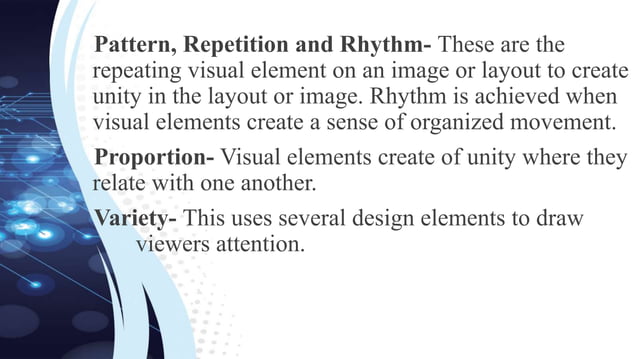 Pattern, Repetition and Rhythm- These are the
repeating visual element on an image or layout to create
unity in the layout or image. Rhythm is achieved when
visual elements create a sense of organized movement.
Proportion- Visual elements create of unity where they
relate with one another.
Variety- This uses several design elements to draw
viewers attention.